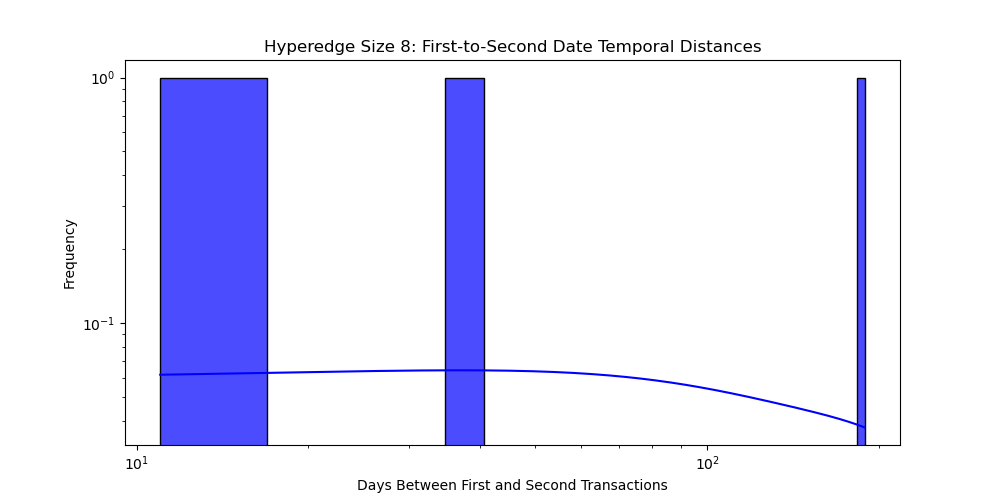 Hyperedge Size 8: First-to-Second Date Temporal Distances
Frequency
10⁰
10⁻¹
10¹
10²
Days Between First and Second Transactions